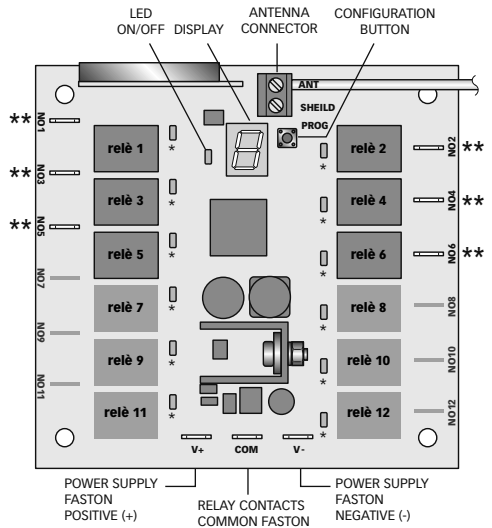 LED
ON/OFF
DISPLAY
ANTENNA
CONNECTOR
CONFIGURATION
BUTTON
ANT
SHEILD
PROG
** NO1
relè 1
*
*
relè 2
NO2 **
** NO3
relè 3
*
*
relè 4
NO4 **
** NO5
relè 5
*
*
relè 6
NO6 **
NO7
relè 7
*
*
relè 8
NO8
NO9
relè 9
*
*
relè 10
NO10
NO11
relè 11
*
*
relè 12
NO12
V+
COM
V-
POWER SUPPLY
FASTON
POSITIVE (+)
RELAY CONTACTS
COMMON FASTON
POWER SUPPLY
FASTON
NEGATIVE (-)